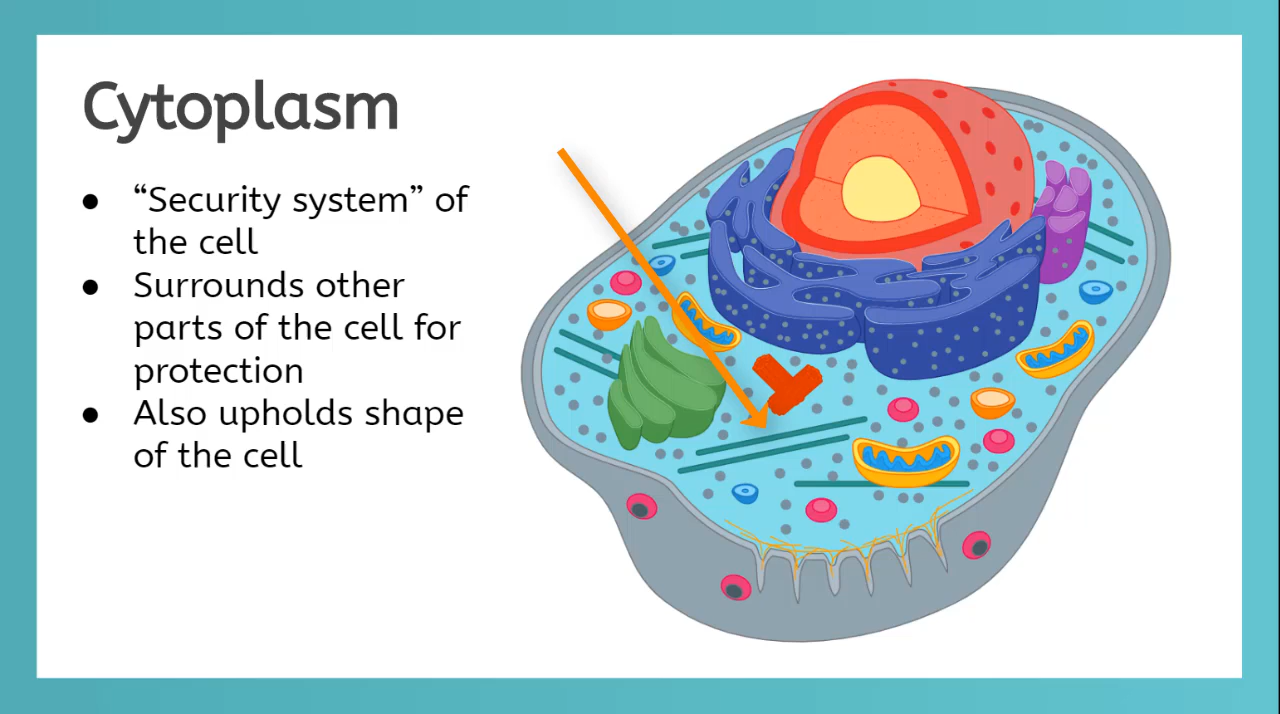 Cytoplasm
● “Security system” of
the cell
● Surrounds other
parts of the cell for
protection
● Also upholds shape
of the cell